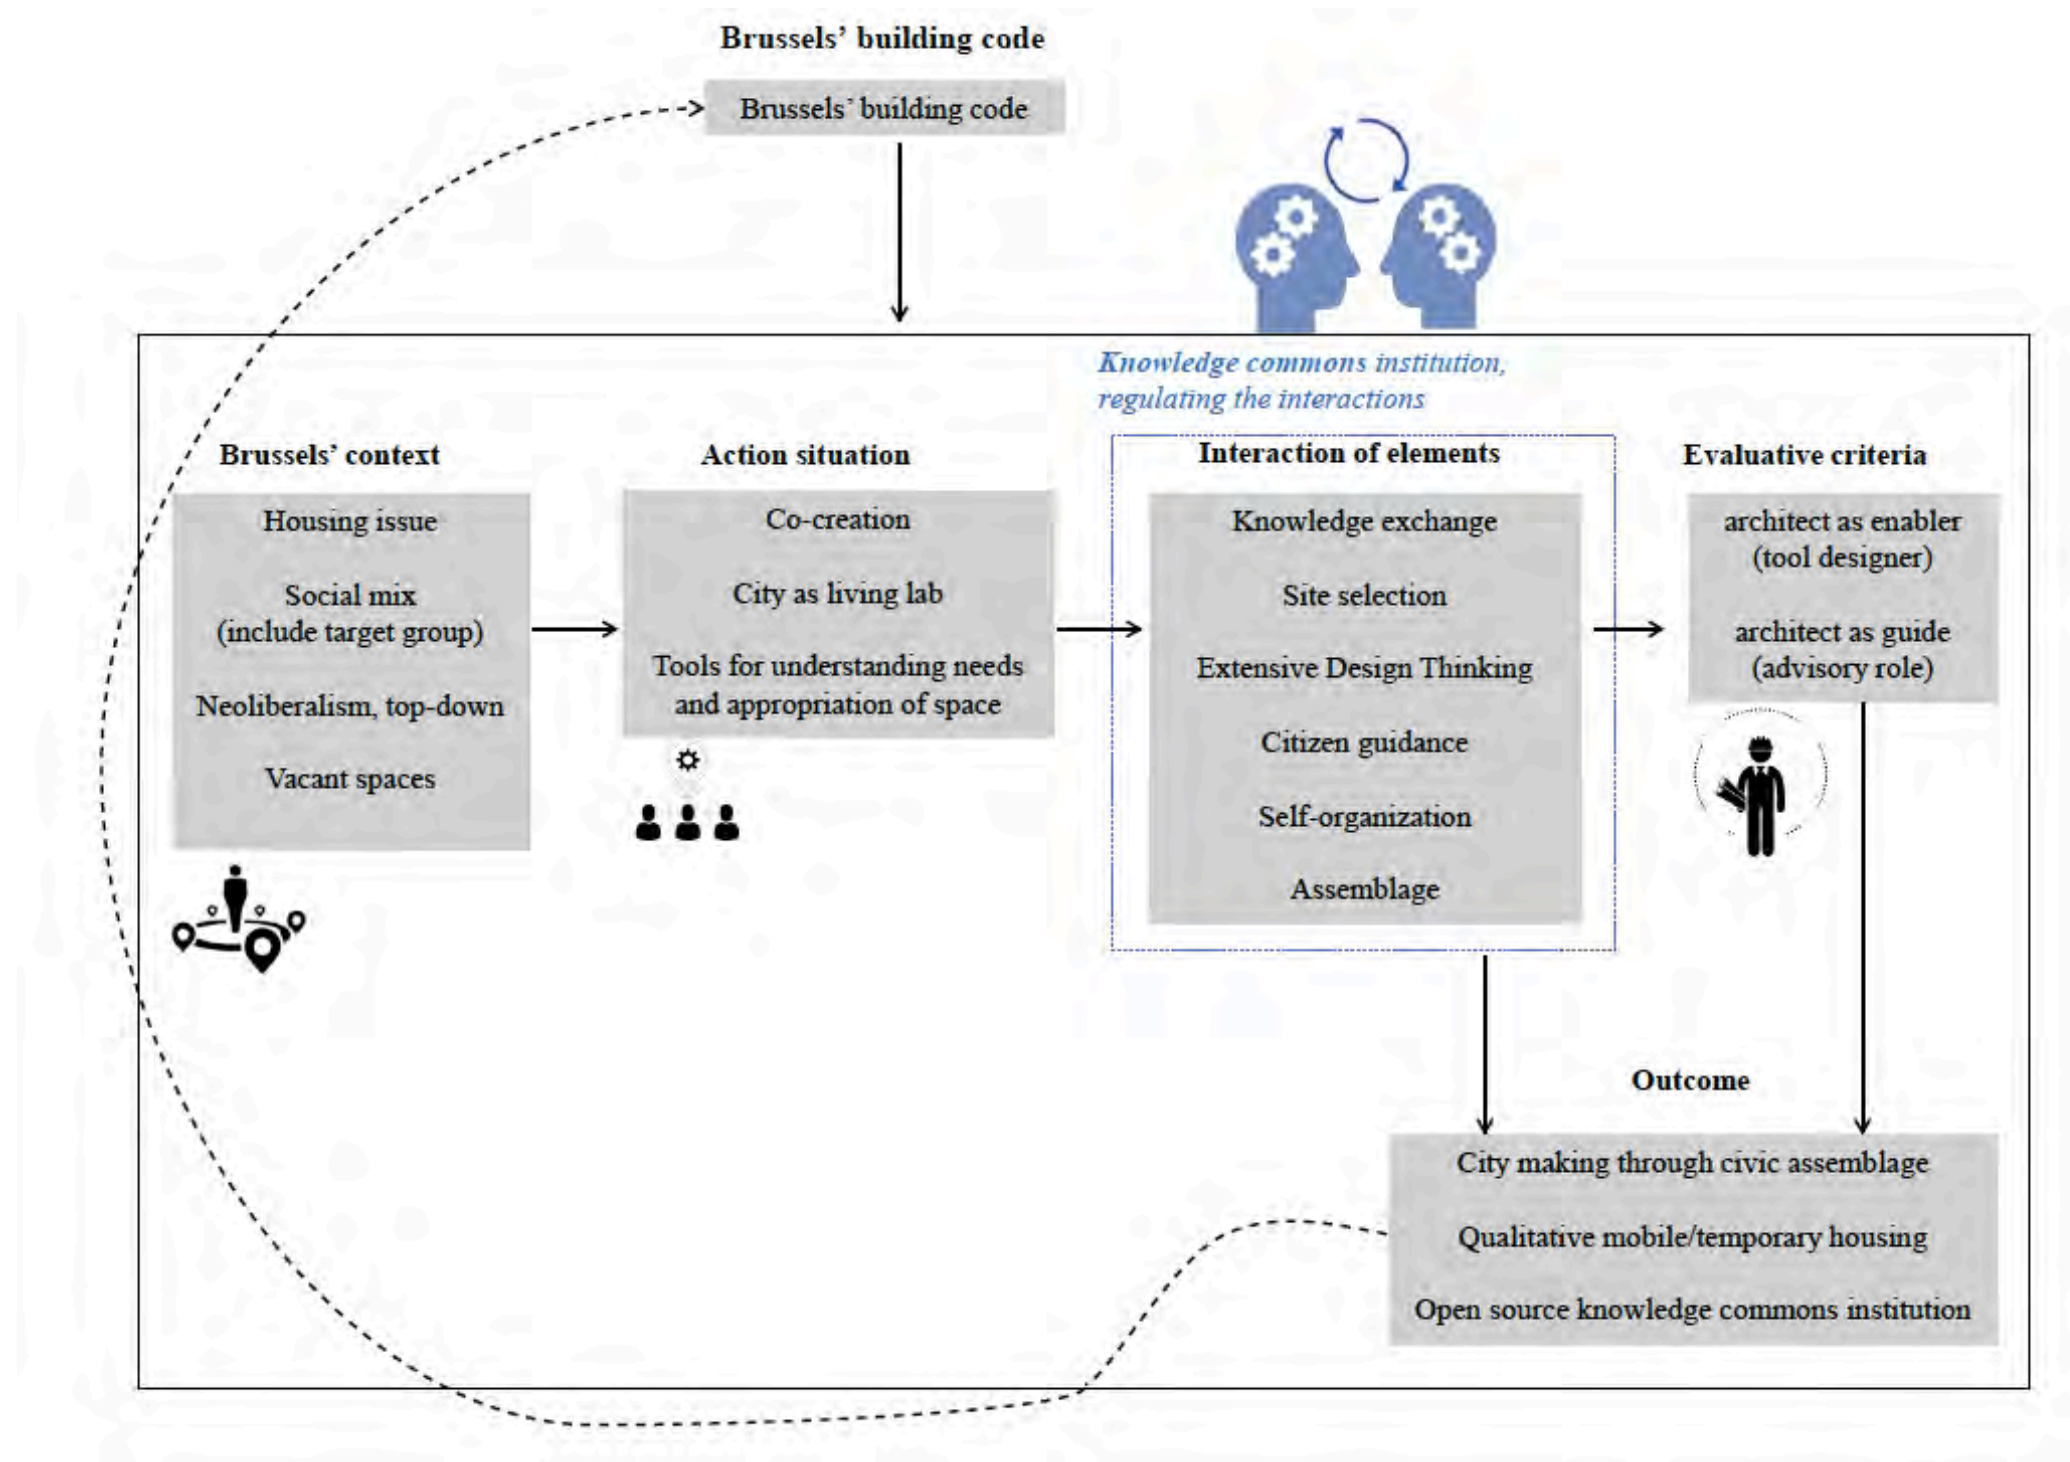 Brussels’ building code
Brussels’ building code
Knowledge commons institution,
regulating the interactions
Brussels’ context
Housing issue
Social mix
(include target group)
Neoliberalism, top-down
Vacant spaces
Action situation
Co-creation
City as living lab
Tools for understanding needs
and appropriation of space
Interaction of elements
Knowledge exchange
Site selection
Extensive Design Thinking
Citizen guidance
Self-organization
Assemblage
Evaluative criteria
architect as enabler
(tool designer)
architect as guide
(advisory role)
Outcome
City making through civic assemblage
Qualitative mobile/temporary housing
Open source knowledge commons institution